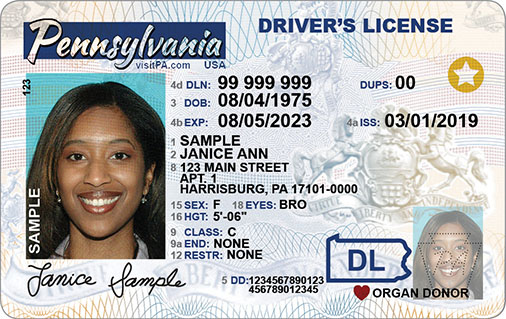 Pennsylvania
visitPA.com USA
DRIVER'S LICENSE
123
4d DLN: 99 999 999 DUPS: 00
3 DOB: 08/04/1975
4b EXP: 08/05/2023 4a ISS: 03/01/2019
1 SAMPLE
2 JANICE ANN
8 123 MAIN STREET
APT. 1
HARRISBURG, PA 17101-0000
15 SEX: F 18 EYES: BRO
16 HGT: 5'-06"
9 CLASS: C
9a END: NONE
12 RESTR: NONE
SAMPLE
Janice Sample
5 DD: 1234567890123
456789012345
DL
ORGAN DONOR